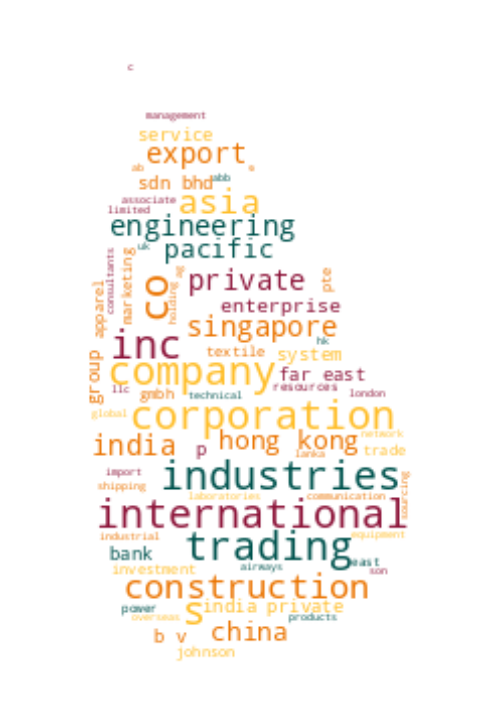 c
management
service
export
ab
e
sdn bhd
abb
associate
asia
limited
engineering
uk
pacific
consultants
marketing
co
holding
ag
private
pte
apparel
enterprise
singapore
inc
hk
textile
system
group
company
far east
llc
gmbh
technical
resources
london
global
corporation
india
p
hong kong
network
lanka
trade
import
industries
shipping
laboratories
communication
sourcing
international
industrial
trading
equipment
bank
east
investment
airways
son
construction
power
s
india private
overseas
products
b v
china
johnson